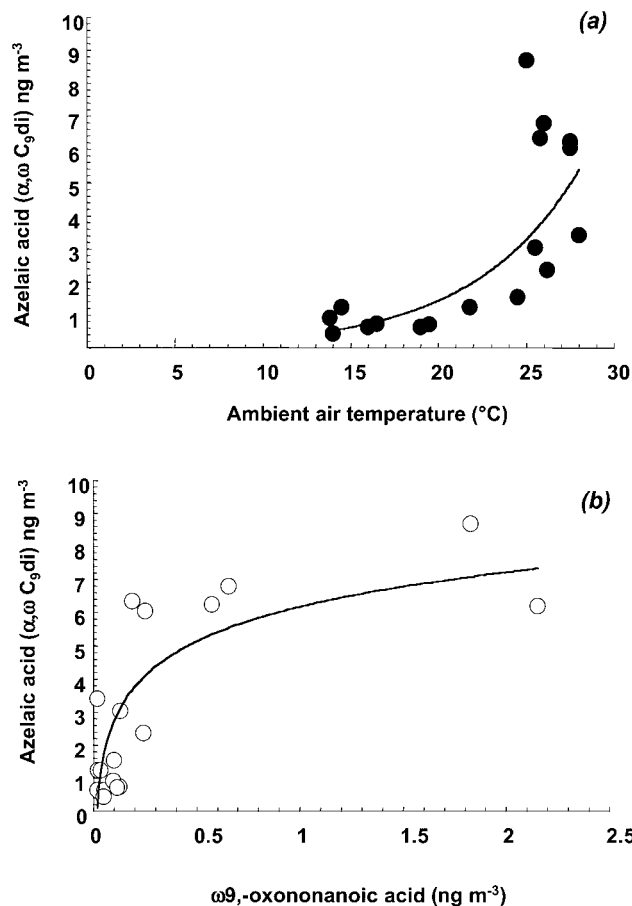 (a)
Azelaic acid (α,ω C₉di) ng m⁻³
10
9
8
7
6
5
4
3
2
1
0 5 10 15 20 25 30
Ambient air temperature (°C)
(b)
Azelaic acid (α,ω C₉di) ng m⁻³
10
9
8
7
6
5
4
3
2
1
0
0 0.5 1 1.5 2 2.5
ω9,-oxononanoic acid (ng m⁻³)